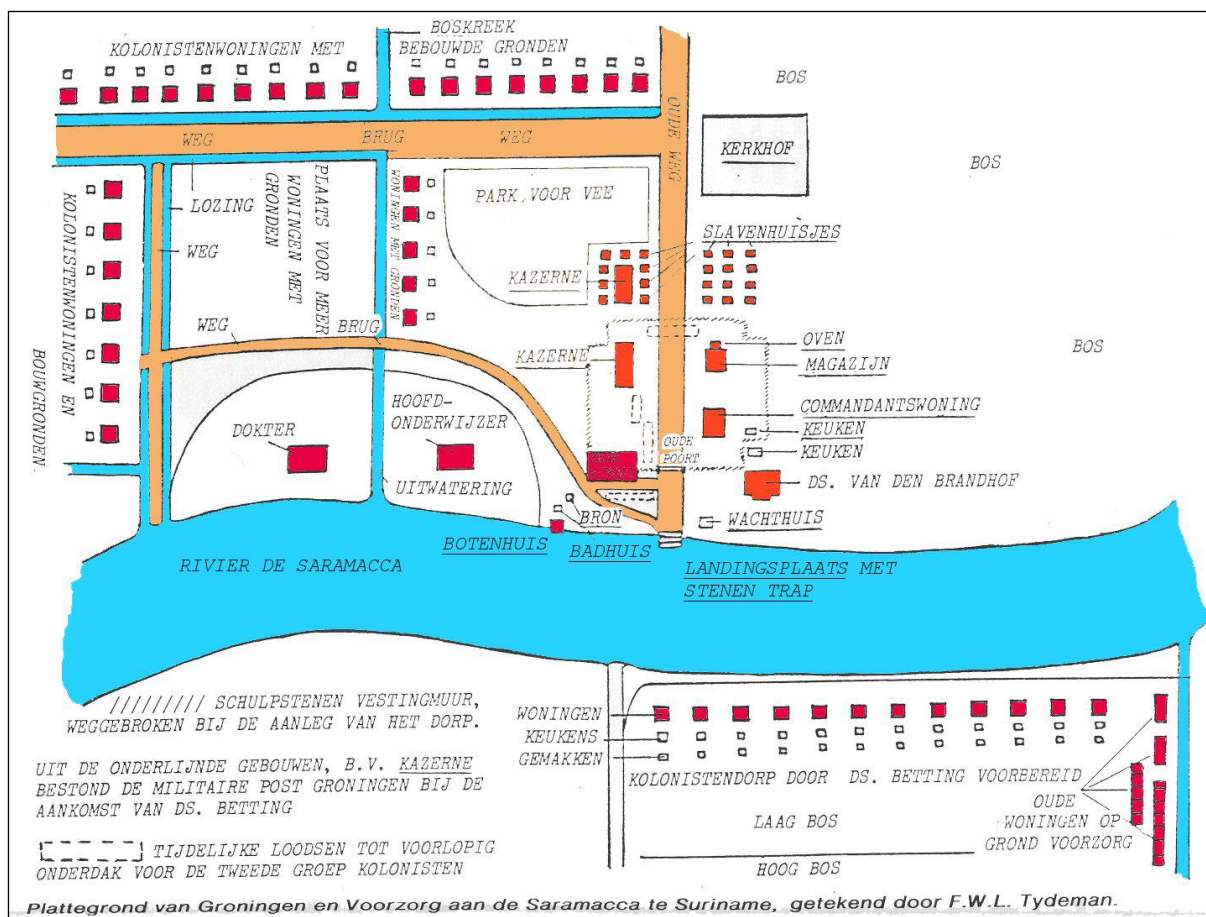 BOSKREEK
KOLONISTENWONINGEN MET
BEBOUWDE GRONDEN
BOS
WEG
BRUG
WEG
OUDE WEG
KERKHOF
BOS
LOZING
WEG
KOLONISTENWONINGEN EN
BOUWGRONDEN.
PLAATS VOOR MEER
WONINGEN MET
GRONDEN
WONINGEN MET GRONDEN
PARK VOOR VEE
SLAVENHUISJES
KAZERNE
WEG
BRUG
KAZERNE
OVEN
MAGAZIJN
BOS
COMMANDANTSWONING
KEUKEN
KEUKEN
HOOFD-
ONDERWIJZER
DOKTER
OUDE
POORT
UITWATERING
DS. VAN DEN BRANDHOF
BRON
WACHTHUIS
BOTENHUIS
BADHUIS
RIVIER DE SARAMACCA
LANDINGSPLAATS MET
STENEN TRAP
///////// SCHULPSTENEN VESTINGMUUR,
WEGGEBROKEN BIJ DE AANLEG VAN HET DORP.
UIT DE ONDERLIJNDE GEBOUWEN, B.V. KAZERNE
BESTOND DE MILITAIRE POST GRONINGEN BIJ DE
AANKOMST VAN DS. BETTING
TIJDELIJKE LOODSEN TOT VOORLOPIG
ONDERDAK VOOR DE TWEEDE GROEP KOLONISTEN
WONINGEN
KEUKENS
GEMAKKEN
KOLONISTENDORP DOOR DS. BETTING VOORBEREID
OUDE
WONINGEN OP
GROND VOORZORG
LAAG BOS
HOOG BOS
Plattegrond van Groningen en Voorzorg aan de Saramacca te Suriname, getekend door F.W.L. Tydeman.